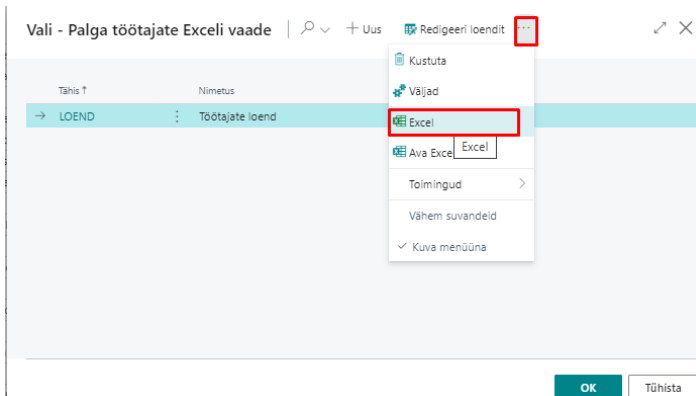 Vali - Palga töötajate Exceli vaade
Uus
Redigeeri loendit
Kustuta
Väljad
Excel
Ava Exce
Excel
Toimingud
Vähem suvandeid
Kuva menüüna
Tähis ↑
Nimetus
LOEND
Töötajate loend
OK
Tühista